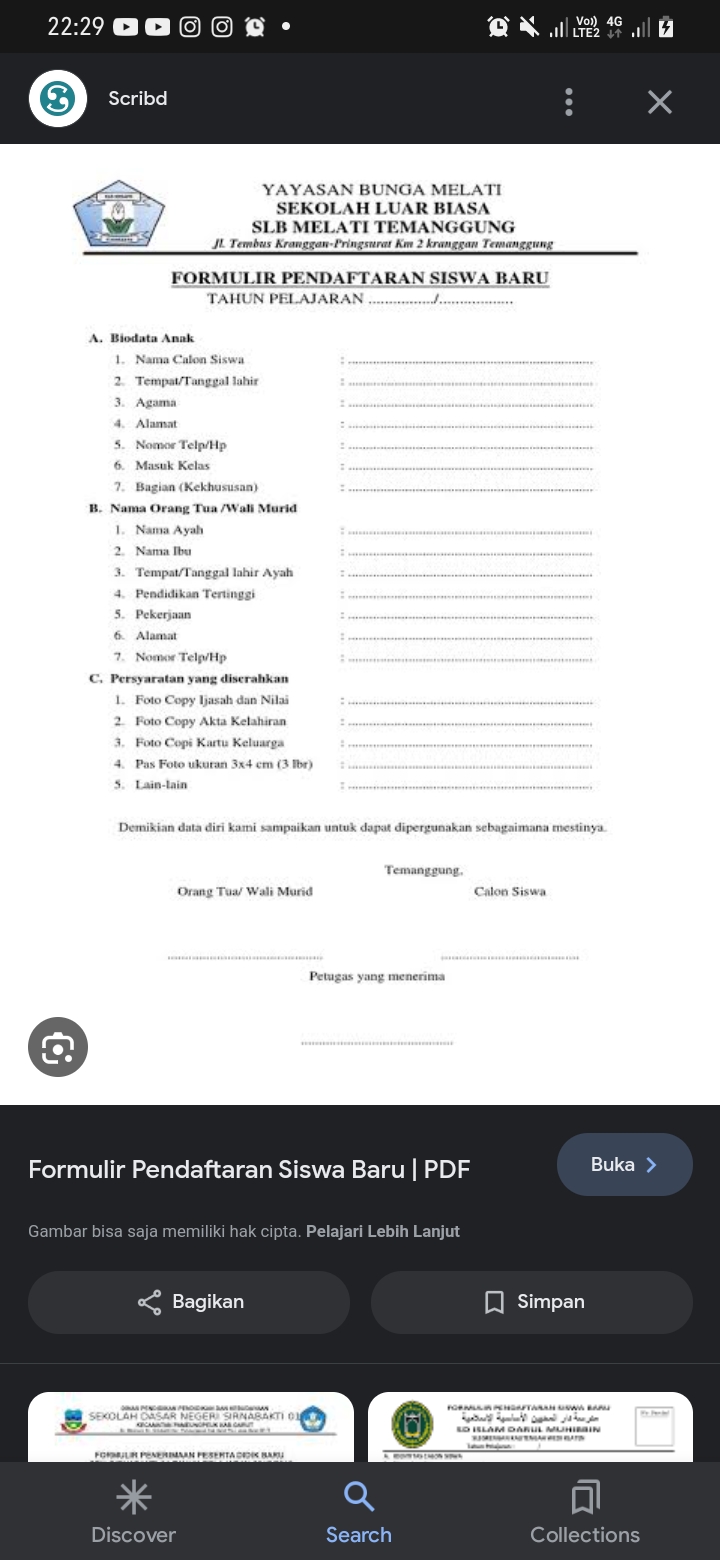 22:29
Vo)) 4G
LTE2
Scribd
YAYASAN BUNGA MELATI
SEKOLAH LUAR BIASA
SLB MELATI TEMANGGUNG
Jl. Tembus Kranggan-Pringsurat Km 2 kranggan Temanggung
FORMULIR PENDAFTARAN SISWA BARU
TAHUN PELAJARAN ................/..................
A. Biodata Anak
1. Nama Calon Siswa : ..........................................................
2. Tempat/Tanggal lahir : ..........................................................
3. Agama : ..........................................................
4. Alamat : ..........................................................
5. Nomor Telp/Hp : ..........................................................
6. Masuk Kelas : ..........................................................
7. Bagian (Kekhususan) : ..........................................................
B. Nama Orang Tua /Wali Murid
1. Nama Ayah : ..........................................................
2. Nama Ibu : ..........................................................
3. Tempat/Tanggal lahir Ayah : ..........................................................
4. Pendidikan Tertinggi : ..........................................................
5. Pekerjaan : ..........................................................
6. Alamat : ..........................................................
7. Nomor Telp/Hp : ..........................................................
C. Persyaratan yang diserahkan
1. Foto Copy Ijasah dan Nilai : ..........................................................
2. Foto Copy Akta Kelahiran : ..........................................................
3. Foto Copi Kartu Keluarga : ..........................................................
4. Pas Foto ukuran 3x4 cm (3 lbr) : ..........................................................
5. Lain-lain : ..........................................................
Demikian data diri kami sampaikan untuk dapat dipergunakan sebagaimana mestinya.
Temanggung,
Orang Tua/ Wali Murid Calon Siswa
..................................... .................................
Petugas yang menerima
....................................
Formulir Pendaftaran Siswa Baru | PDF
Buka
Gambar bisa saja memiliki hak cipta. Pelajari Lebih Lanjut
Bagikan
Simpan
SEKOLAH DASAR NEGERI SIRNABAKTI 01
FORMULIR PENERIMAAN PESERTA DIDIK BARU
FORMULIR PENDAFTARAN SISWA BARU
SD ISLAM DARUL MUHIBBIN
Discover
Search
Collections